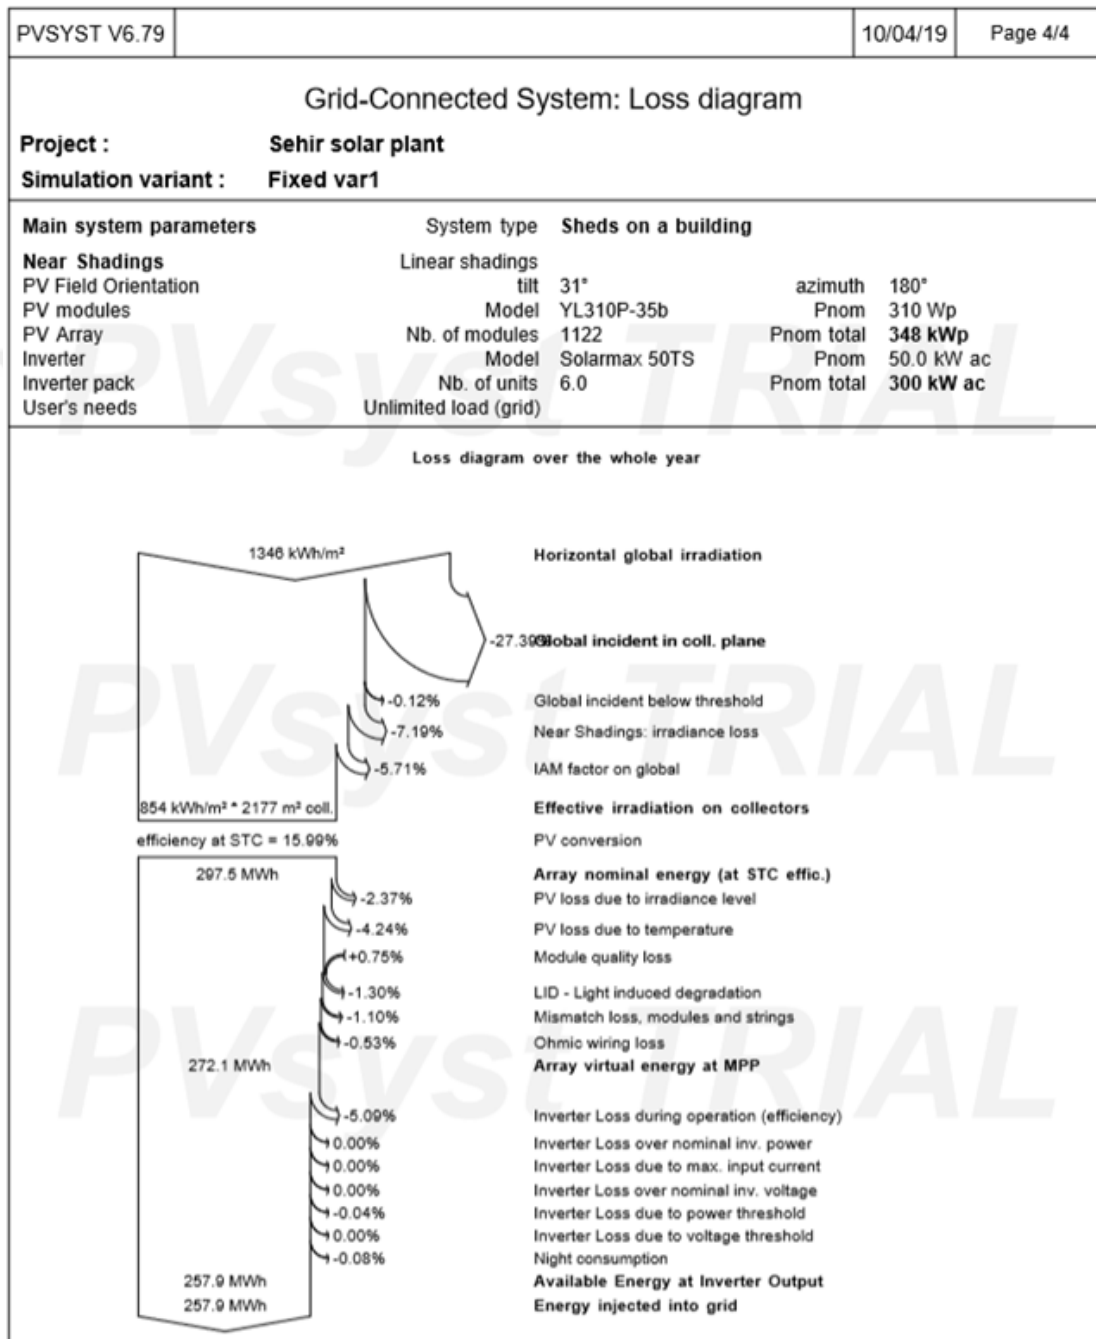 PVSYST V6.79 10/04/19 Page 4/4
Grid-Connected System: Loss diagram
Project : Sehir solar plant
Simulation variant : Fixed var1
Main system parameters System type Sheds on a building
Near Shadings Linear shadings
PV Field Orientation tilt 31° azimuth 180°
PV modules Model YL310P-35b Pnom 310 Wp
PV Array Nb. of modules 1122 Pnom total 348 kWp
Inverter Model Solarmax 50TS Pnom 50.0 kW ac
Inverter pack Nb. of units 6.0 Pnom total 300 kW ac
User's needs Unlimited load (grid)
PVsyst TRIAL
Loss diagram over the whole year
1346 kWh/m² Horizontal global irradiation
-27.39% Global incident in coll. plane
-0.12% Global incident below threshold
PVsyst TRIAL
-7.19% Near Shadings: irradiance loss
-5.71% IAM factor on global
854 kWh/m² * 2177 m² coll. Effective irradiation on collectors
efficiency at STC = 15.99% PV conversion
297.5 MWh Array nominal energy (at STC effic.)
-2.37% PV loss due to irradiance level
-4.24% PV loss due to temperature
+0.75% Module quality loss
-1.30% LID - Light induced degradation
-1.10% Mismatch loss, modules and strings
-0.53% Ohmic wiring loss
272.1 MWh Array virtual energy at MPP
PVsyst TRIAL
-5.09% Inverter Loss during operation (efficiency)
0.00% Inverter Loss over nominal inv. power
0.00% Inverter Loss due to max. input current
0.00% Inverter Loss over nominal inv. voltage
-0.04% Inverter Loss due to power threshold
0.00% Inverter Loss due to voltage threshold
-0.08% Night consumption
257.9 MWh Available Energy at Inverter Output
257.9 MWh Energy injected into grid